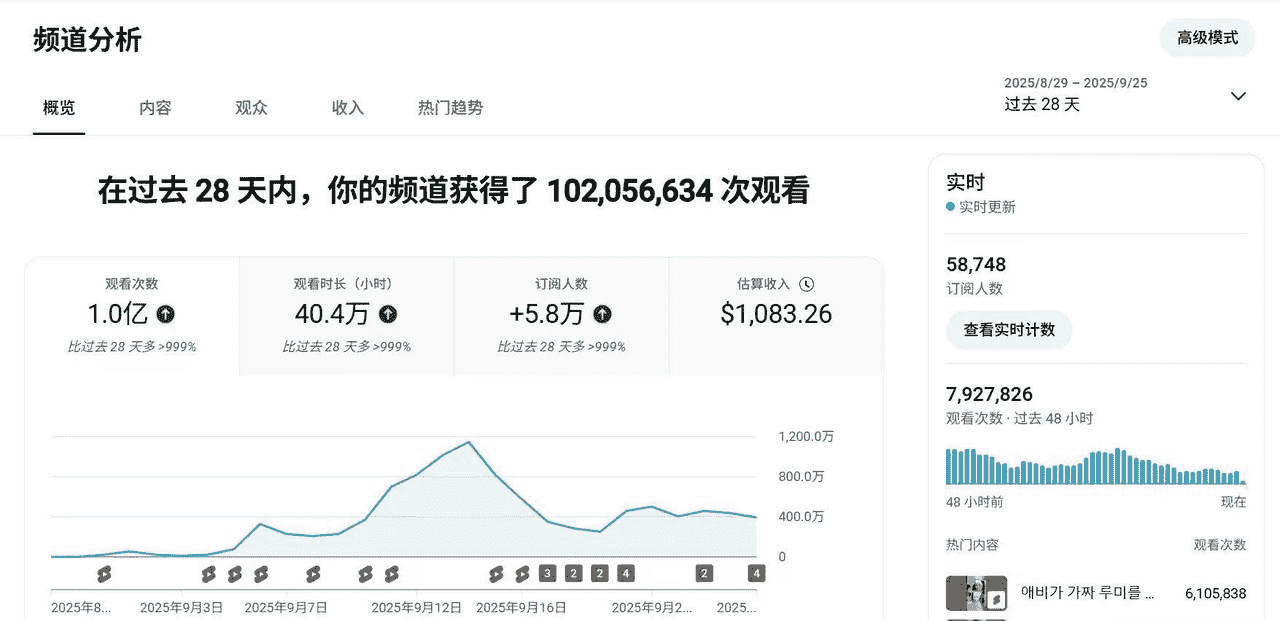 频道分析
高级模式
概览
内容
观众
收入
热门趋势
2025/8/29 – 2025/9/25
过去 28 天
在过去 28 天内，你的频道获得了 102,056,634 次观看
观看次数
1.0亿
比过去 28 天多 >999%
观看时长（小时）
40.4万
比过去 28 天多 >999%
订阅人数
+5.8万
比过去 28 天多 >999%
估算收入
$1,083.26
1,200.0万
800.0万
400.0万
0
3
2
2
4
2
4
2025年8...
2025年9月3日
2025年9月7日
2025年9月12日
2025年9月16日
2025年9月2...
2025...
实时
实时更新
58,748
订阅人数
查看实时计数
7,927,826
观看次数 · 过去 48 小时
48 小时前
现在
热门内容
观看次数
애비가 가짜 루미를 ...
6,105,838